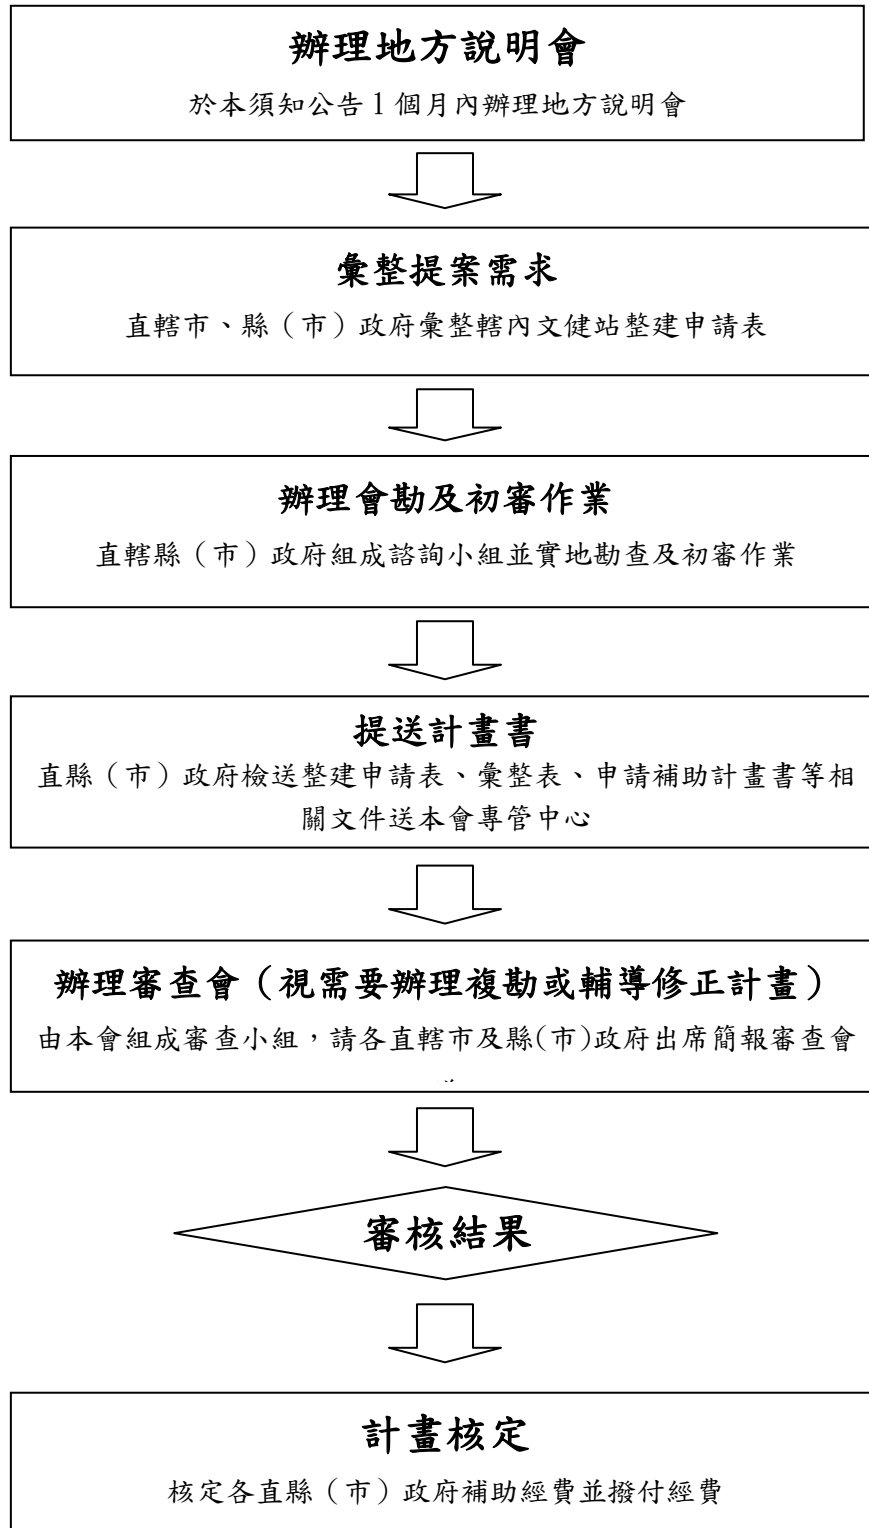 辦理地方說明會
於本須知公告 1 個月內辦理地方說明會
彙整提案需求
直轄市、縣（市）政府彙整轄內文健站整建申請表
辦理會勘及初審作業
直轄縣（市）政府組成諮詢小組並實地勘查及初審作業
提送計畫書
直縣（市）政府檢送整建申請表、彙整表、申請補助計畫書等相
關文件送本會專管中心
辦理審查會（視需要辦理複勘或輔導修正計畫）
由本會組成審查小組，請各直轄市及縣(市)政府出席簡報審查會
審核結果
計畫核定
核定各直縣（市）政府補助經費並撥付經費